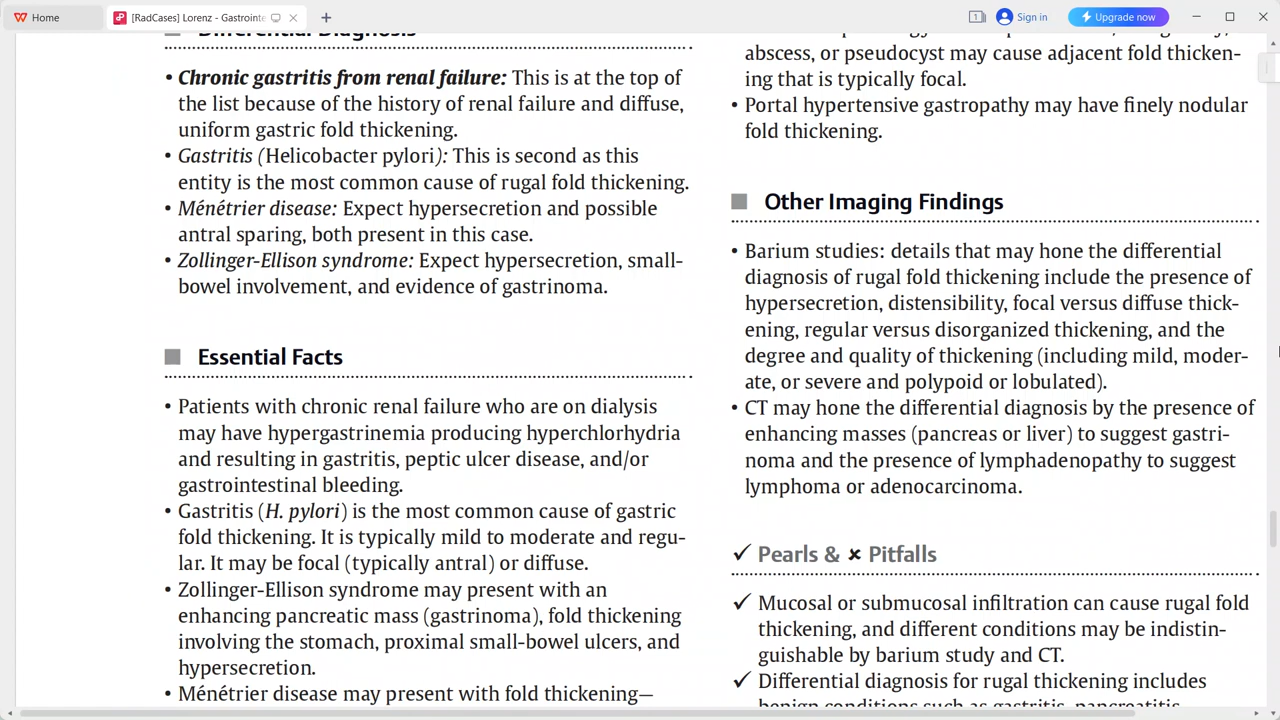 Home
[RadCases] Lorenz - Gastrointe
1
Sign in
Upgrade now
Differential Diagnosis
• Chronic gastritis from renal failure: This is at the top of
the list because of the history of renal failure and diffuse,
uniform gastric fold thickening.
• Gastritis (Helicobacter pylori): This is second as this
entity is the most common cause of rugal fold thickening.
• Ménétrier disease: Expect hypersecretion and possible
antral sparing, both present in this case.
• Zollinger-Ellison syndrome: Expect hypersecretion, small-
bowel involvement, and evidence of gastrinoma.
Essential Facts
• Patients with chronic renal failure who are on dialysis
may have hypergastrinemia producing hyperchlorhydria
and resulting in gastritis, peptic ulcer disease, and/or
gastrointestinal bleeding.
• Gastritis (H. pylori) is the most common cause of gastric
fold thickening. It is typically mild to moderate and regu-
lar. It may be focal (typically antral) or diffuse.
• Zollinger-Ellison syndrome may present with an
enhancing pancreatic mass (gastrinoma), fold thickening
involving the stomach, proximal small-bowel ulcers, and
hypersecretion.
• Ménétrier disease may present with fold thickening—
abscess, or pseudocyst may cause adjacent fold thicken-
ing that is typically focal.
• Portal hypertensive gastropathy may have finely nodular
fold thickening.
Other Imaging Findings
• Barium studies: details that may hone the differential
diagnosis of rugal fold thickening include the presence of
hypersecretion, distensibility, focal versus diffuse thick-
ening, regular versus disorganized thickening, and the
degree and quality of thickening (including mild, moder-
ate, or severe and polypoid or lobulated).
• CT may hone the differential diagnosis by the presence of
enhancing masses (pancreas or liver) to suggest gastri-
noma and the presence of lymphadenopathy to suggest
lymphoma or adenocarcinoma.
✓ Pearls & ✘ Pitfalls
✓ Mucosal or submucosal infiltration can cause rugal fold
thickening, and different conditions may be indistin-
guishable by barium study and CT.
✓ Differential diagnosis for rugal thickening includes
benign conditions such as gastritis, pancreatitis